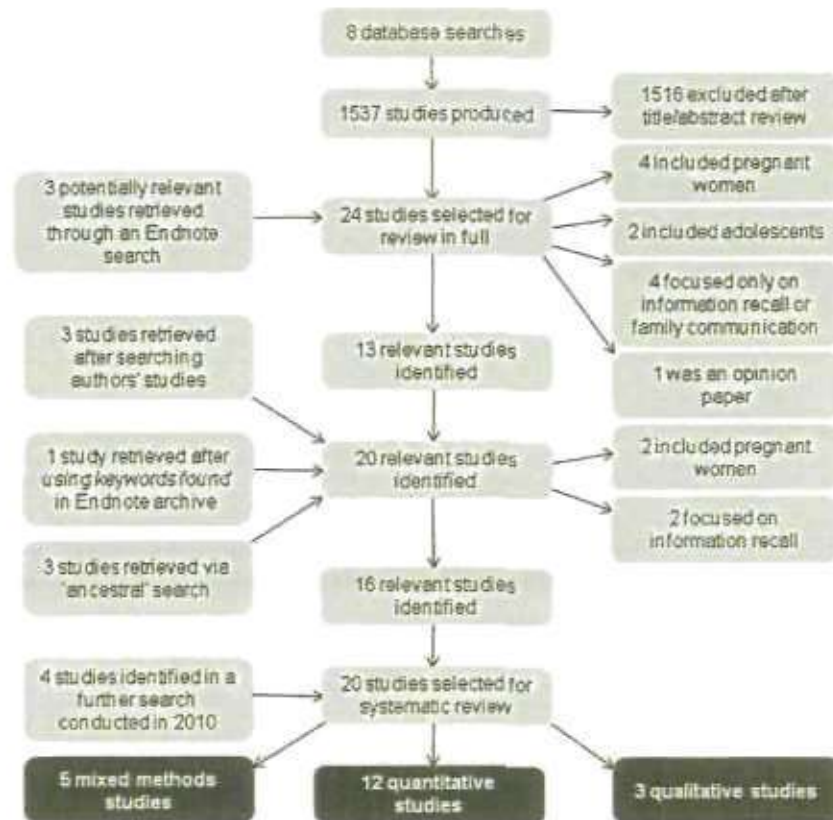 8 database searches
1537 studies produced
1516 excluded after
title/abstract review
3 potentially relevant
studies retrieved
through an Endnote
search
24 studies selected for
review in full
4 included pregnant
women
2 included adolescents
4 focused only on
information recall or
family communication
1 was an opinion
paper
13 relevant studies
identified
3 studies retrieved
after searching
authors' studies
1 study retrieved after
using keywords found
in Endnote archive
3 studies retrieved via
'ancestral' search
20 relevant studies
identified
2 included pregnant
women
2 focused on
information recall
16 relevant studies
identified
4 studies identified in a
further search
conducted in 2010
20 studies selected for
systematic review
5 mixed methods
studies
12 quantitative
studies
3 qualitative studies